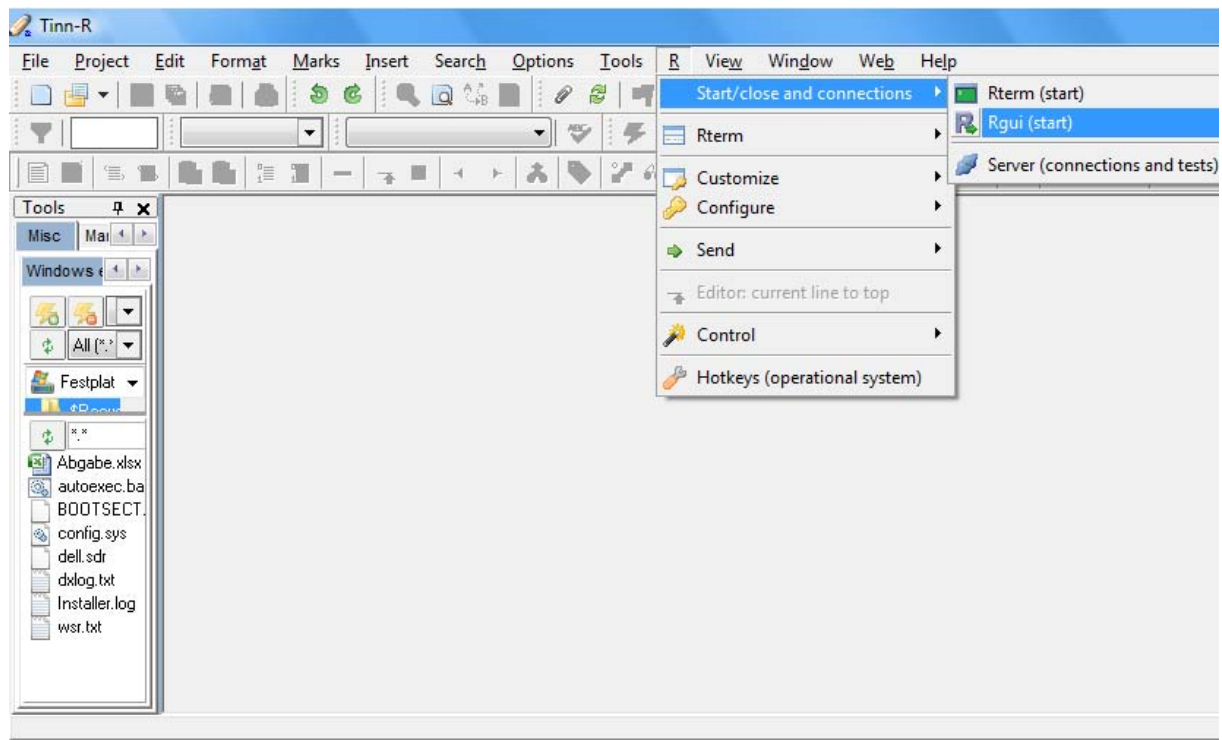 Tinn-R
File Project Edit Format Marks Insert Search Options Tools R View Window Web Help
Start/close and connections
Rterm (start)
Rgui (start)
Server (connections and tests)
Rterm
Customize
Configure
Send
Editor: current line to top
Control
Hotkeys (operational system)
Tools
Misc Mar
Windows e
All (*.*
Festplat
*.*
Abgabe.xlsx
autoexec.ba
BOOTSECT.
config.sys
dell.sdr
dxlog.txt
Installer.log
wsr.txt